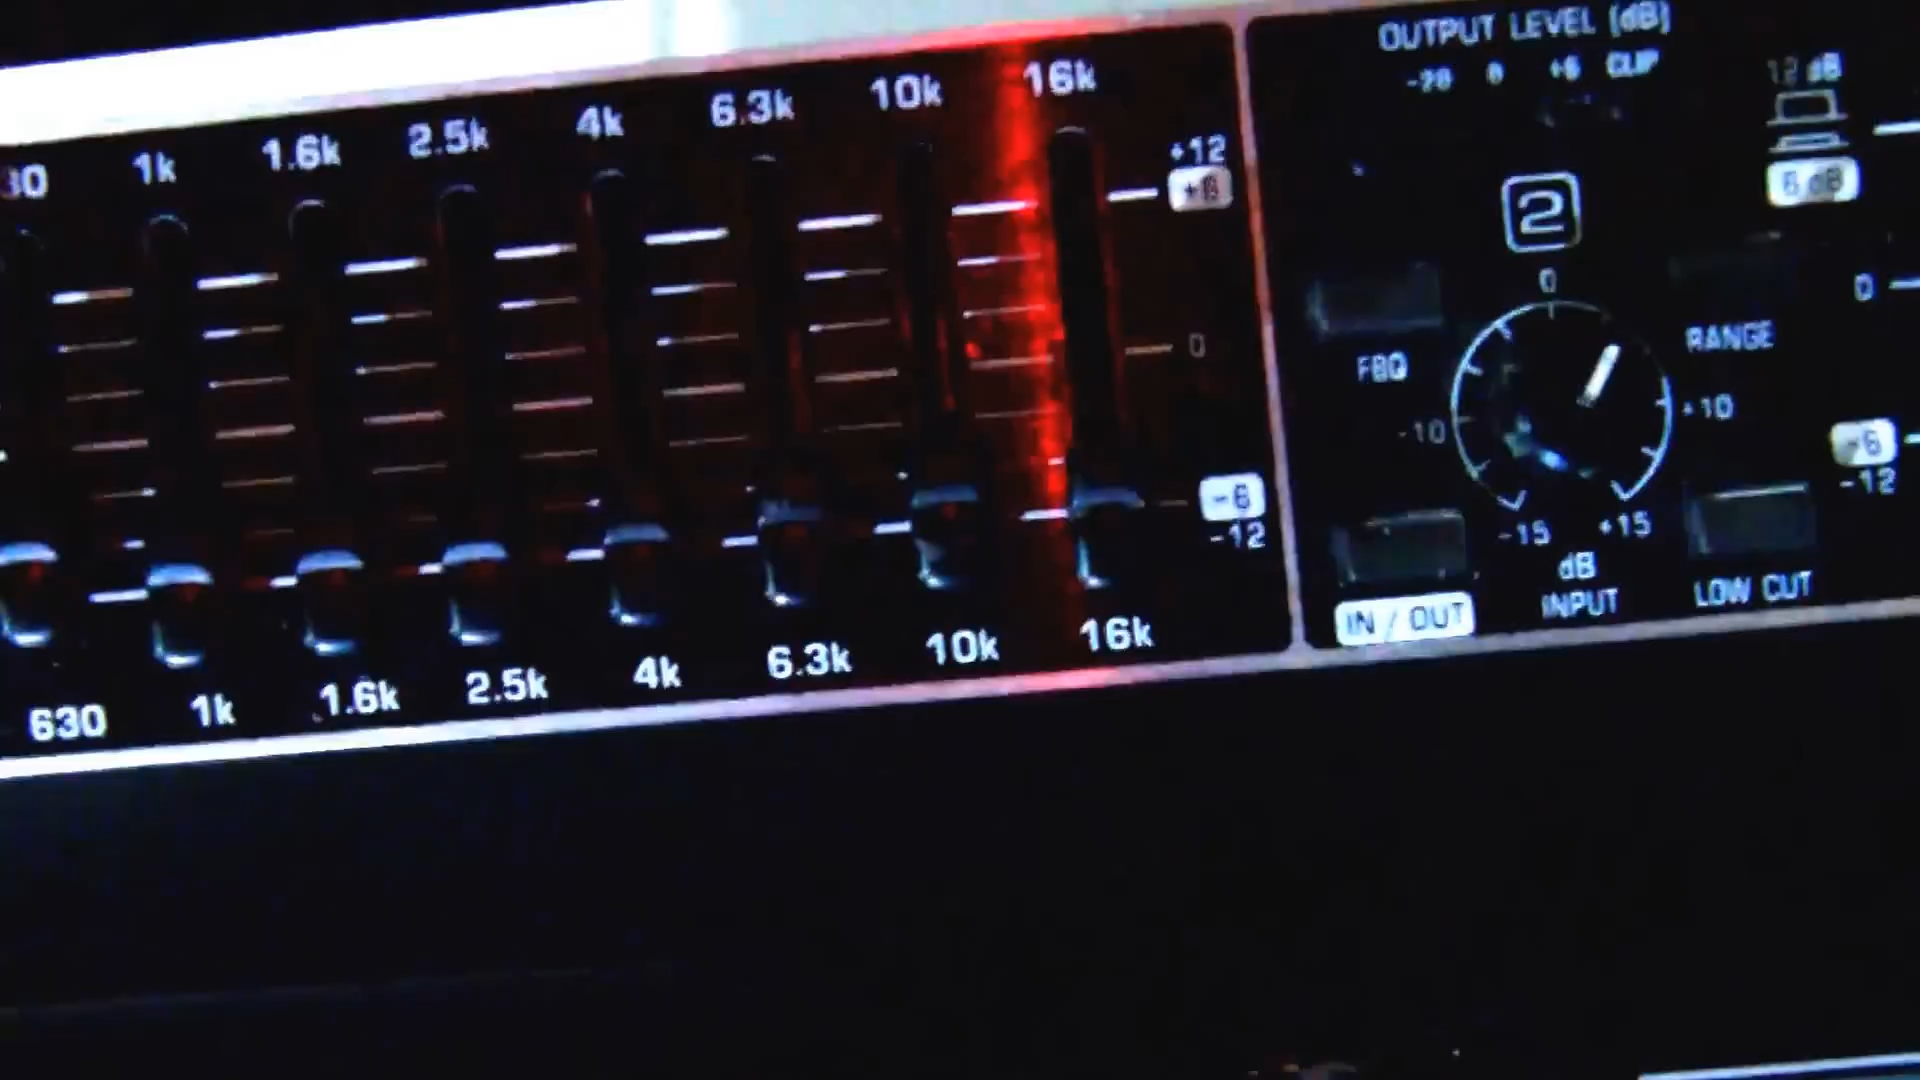 OUTPUT LEVEL (dB)
-20 0 +6 CLIP
12 dB
6 dB
30 1k 1.6k 2.5k 4k 6.3k 10k 16k
+12
+6
0
-6
-12
630 1k 1.6k 2.5k 4k 6.3k 10k 16k
2
0
FBQ
RANGE
-10
+10
-15 +15
dB
INPUT
IN / OUT
LOW CUT
0
-6
-12